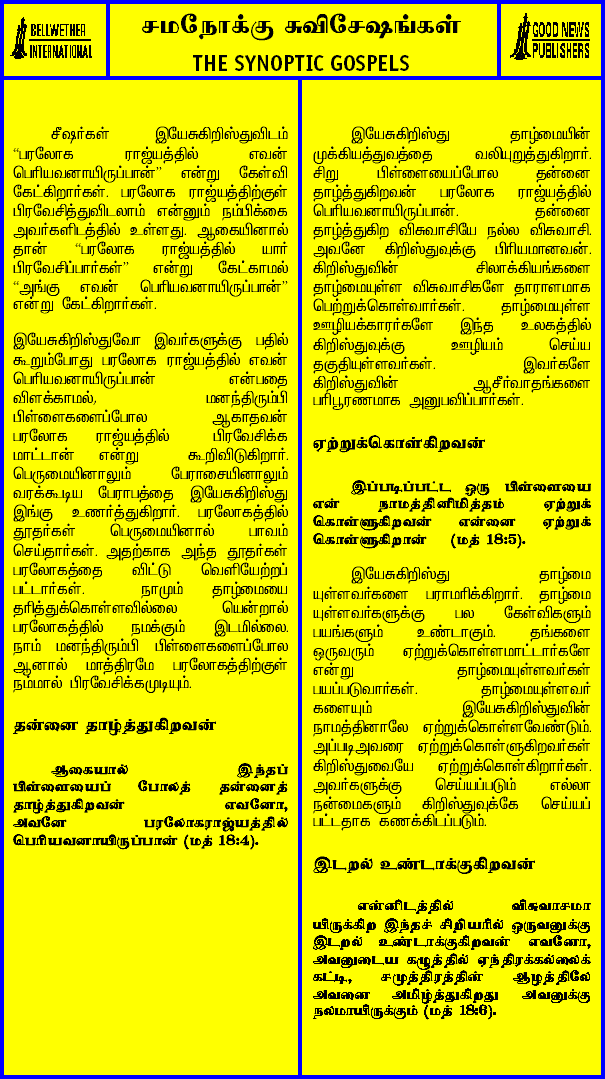 BELLWETHER
INTERNATIONAL
சமநோக்கு சுவிசேஷங்கள்
THE SYNOPTIC GOSPELS
GOOD NEWS
PUBLISHERS
சீஷர்கள் இயேசுகிறிஸ்துவிடம்
“பரலோக ராஜ்யத்தில் எவன்
பெரியவனாயிருப்பான்” என்று கேள்வி
கேட்கிறார்கள். பரலோக ராஜ்யத்திற்குள்
பிரவேசித்துவிடலாம் என்னும் நம்பிக்கை
அவர்களிடத்தில் உள்ளது. ஆகையினால்
தான் “பரலோக ராஜ்யத்தில் யார்
பிரவேசிப்பார்கள்” என்று கேட்காமல்
“அங்கு எவன் பெரியவனாயிருப்பான்”
என்று கேட்கிறார்கள்.
இயேசுகிறிஸ்துவோ இவர்களுக்கு பதில்
கூறும்போது பரலோக ராஜ்யத்தில் எவன்
பெரியவனாயிருப்பான் என்பதை
விளக்காமல், மனந்திரும்பி
பிள்ளைகளைப்போல ஆகாதவன்
பரலோக ராஜ்யத்தில் பிரவேசிக்க
மாட்டான் என்று கூறிவிடுகிறார்.
பெருமையினாலும் பேராசையினாலும்
வரக்கூடிய பேராபத்தை இயேசுகிறிஸ்து
இங்கு உணர்த்துகிறார். பரலோகத்தில்
தூதர்கள் பெருமையினால் பாவம்
செய்தார்கள். அதற்காக அந்த தூதர்கள்
பரலோகத்தை விட்டு வெளியேற்றப்
பட்டார்கள். நாமும் தாழ்மையை
தரித்துக்கொள்ளவில்லை யென்றால்
பரலோகத்தில் நமக்கும் இடமில்லை.
நாம் மனந்திரும்பி பிள்ளைகளைப்போல
ஆனால் மாத்திரமே பரலோகத்திற்குள்
நம்மால் பிரவேசிக்கமுடியும்.
தன்னை தாழ்த்துகிறவன்
ஆகையால் இந்தப்
பிள்ளையைப் போலத் தன்னைத்
தாழ்த்துகிறவன் எவனோ,
அவனே பரலோகராஜ்யத்தில்
பெரியவனாயிருப்பான் (மத் 18:4).
இயேசுகிறிஸ்து தாழ்மையின்
முக்கியத்துவத்தை வலியுறுத்துகிறார்.
சிறு பிள்ளையைப்போல தன்னை
தாழ்த்துகிறவன் பரலோக ராஜ்யத்தில்
பெரியவனாயிருப்பான். தன்னை
தாழ்த்துகிற விசுவாசியே நல்ல விசுவாசி.
அவனே கிறிஸ்துவுக்கு பிரியமானவன்.
கிறிஸ்துவின் சிலாக்கியங்களை
தாழ்மையுள்ள விசுவாசிகளே தாராளமாக
பெற்றுக்கொள்வார்கள். தாழ்மையுள்ள
ஊழியக்காரர்களே இந்த உலகத்தில்
கிறிஸ்துவுக்கு ஊழியம் செய்ய
தகுதியுள்ளவர்கள். இவர்களே
கிறிஸ்துவின் ஆசீர்வாதங்களை
பரிபூரணமாக அனுபவிப்பார்கள்.
ஏற்றுக்கொள்கிறவன்
இப்படிப்பட்ட ஒரு பிள்ளையை
என் நாமத்தினிமித்தம் ஏற்றுக்
கொள்ளுகிறவன் என்னை ஏற்றுக்
கொள்ளுகிறான் (மத் 18:5).
இயேசுகிறிஸ்து தாழ்மை
யுள்ளவர்களை பராமரிக்கிறார். தாழ்மை
யுள்ளவர்களுக்கு பல கேள்விகளும்
பயங்களும் உண்டாகும். தங்களை
ஒருவரும் ஏற்றுக்கொள்ளமாட்டார்களே
என்று தாழ்மையுள்ளவர்கள்
பயப்படுவார்கள். தாழ்மையுள்ளவர்
களையும் இயேசுகிறிஸ்துவின்
நாமத்தினாலே ஏற்றுக்கொள்ளவேண்டும்.
அப்படிஅவரை ஏற்றுக்கொள்ளுகிறவர்கள்
கிறிஸ்துவையே ஏற்றுக்கொள்கிறார்கள்.
அவர்களுக்கு செய்யப்படும் எல்லா
நன்மைகளும் கிறிஸ்துவுக்கே செய்யப்
பட்டதாக கணக்கிடப்படும்.
இடறல் உண்டாக்குகிறவன்
என்னிடத்தில் விசுவாசமா
யிருக்கிற இந்தச் சிறியரில் ஒருவனுக்கு
இடறல் உண்டாக்குகிறவன் எவனோ,
அவனுடைய கழுத்தில் ஏந்திரக்கல்லைக்
கட்டி, சமுத்திரத்தின் ஆழத்திலே
அவனை அமிழ்த்துகிறது அவனுக்கு
நலமாயிருக்கும் (மத் 18:6).